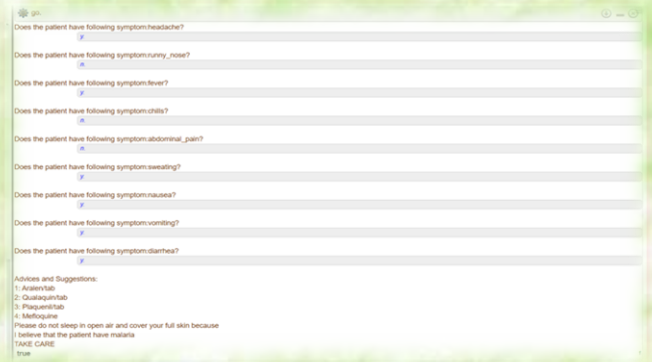 go.
Does the patient have following symptom:headache?
y
Does the patient have following symptom:runny_nose?
n
Does the patient have following symptom:fever?
y
Does the patient have following symptom:chills?
n
Does the patient have following symptom:abdominal_pain?
n
Does the patient have following symptom:sweating?
y
Does the patient have following symptom:nausea?
y
Does the patient have following symptom:vomiting?
y
Does the patient have following symptom:diarrhea?
y
Advices and Suggestions:
1: Aralen/tab
2: Qualaquin/tab
3: Plaquenil/tab
4: Mefloquine
Please do not sleep in open air and cover your full skin because
I believe that the patient have malaria
TAKE CARE
true